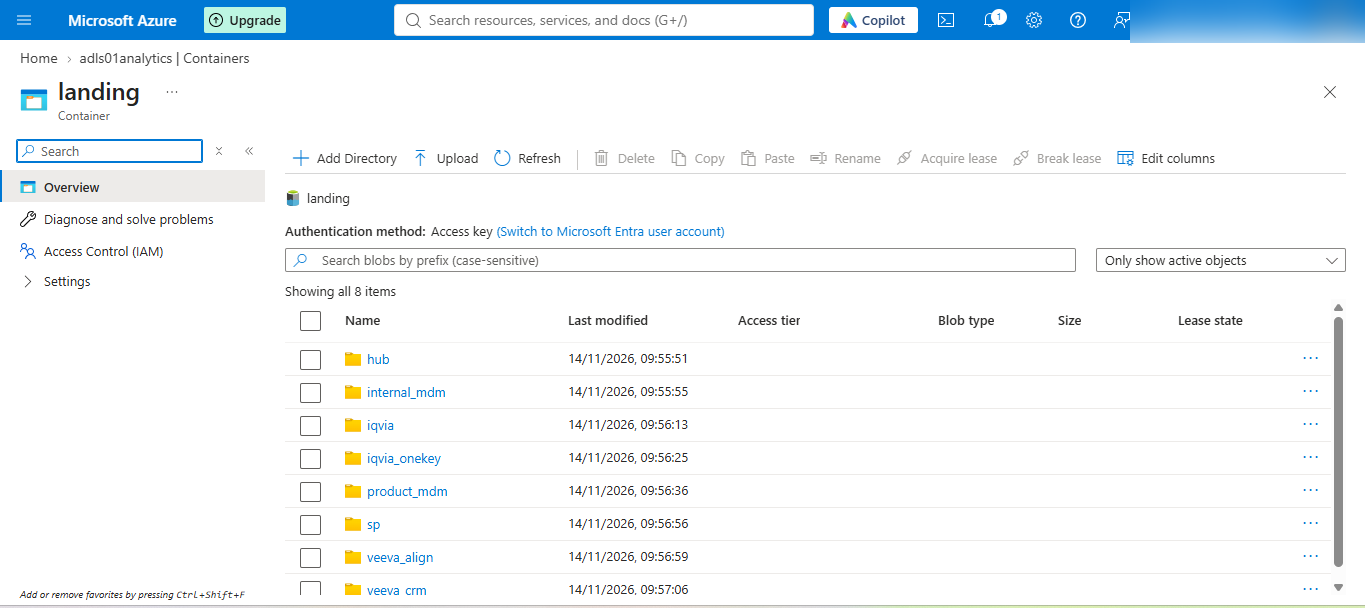 Microsoft Azure
Upgrade
Search resources, services, and docs (G+/)
Copilot
1
Home > adls01analytics | Containers
landing ...
Container
Search
Overview
Diagnose and solve problems
Access Control (IAM)
Settings
Add or remove favorites by pressing Ctrl+Shift+F
Add Directory Upload Refresh Delete Copy Paste Rename Acquire lease Break lease Edit columns
landing
Authentication method: Access key (Switch to Microsoft Entra user account)
Search blobs by prefix (case-sensitive) Only show active objects
Showing all 8 items
Name Last modified Access tier Blob type Size Lease state
hub 14/11/2026, 09:55:51 ...
internal_mdm 14/11/2026, 09:55:55 ...
iqvia 14/11/2026, 09:56:13 ...
iqvia_onekey 14/11/2026, 09:56:25 ...
product_mdm 14/11/2026, 09:56:36 ...
sp 14/11/2026, 09:56:56 ...
veeva_align 14/11/2026, 09:56:59 ...
veeva_crm 14/11/2026, 09:57:06 ...